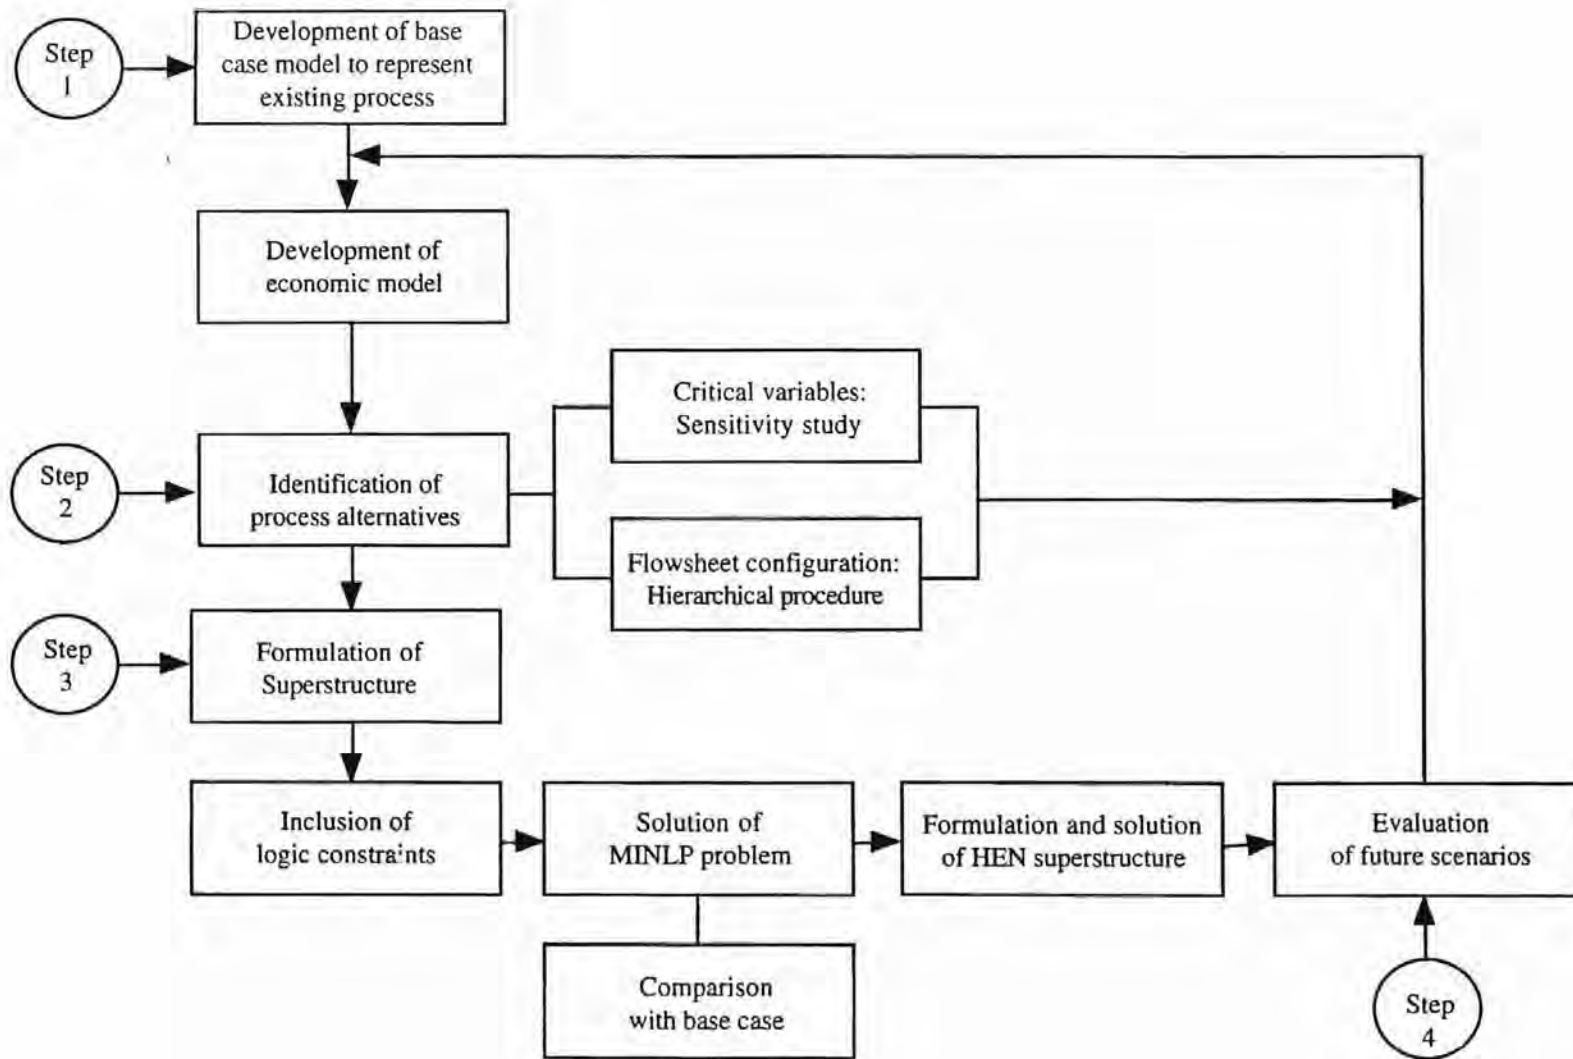 Step
1
Development of base
case model to represent
existing process
Development of
economic model
Critical variables:
Sensitivity study
Step
2
Identification of
process alternatives
Flowsheet configuration:
Hierarchical procedure
Step
3
Formulation of
Superstructure
Inclusion of
logic constraints
Solution of
MINLP problem
Formulation and solution
of HEN superstructure
Evaluation
of future scenarios
Comparison
with base case
Step
4